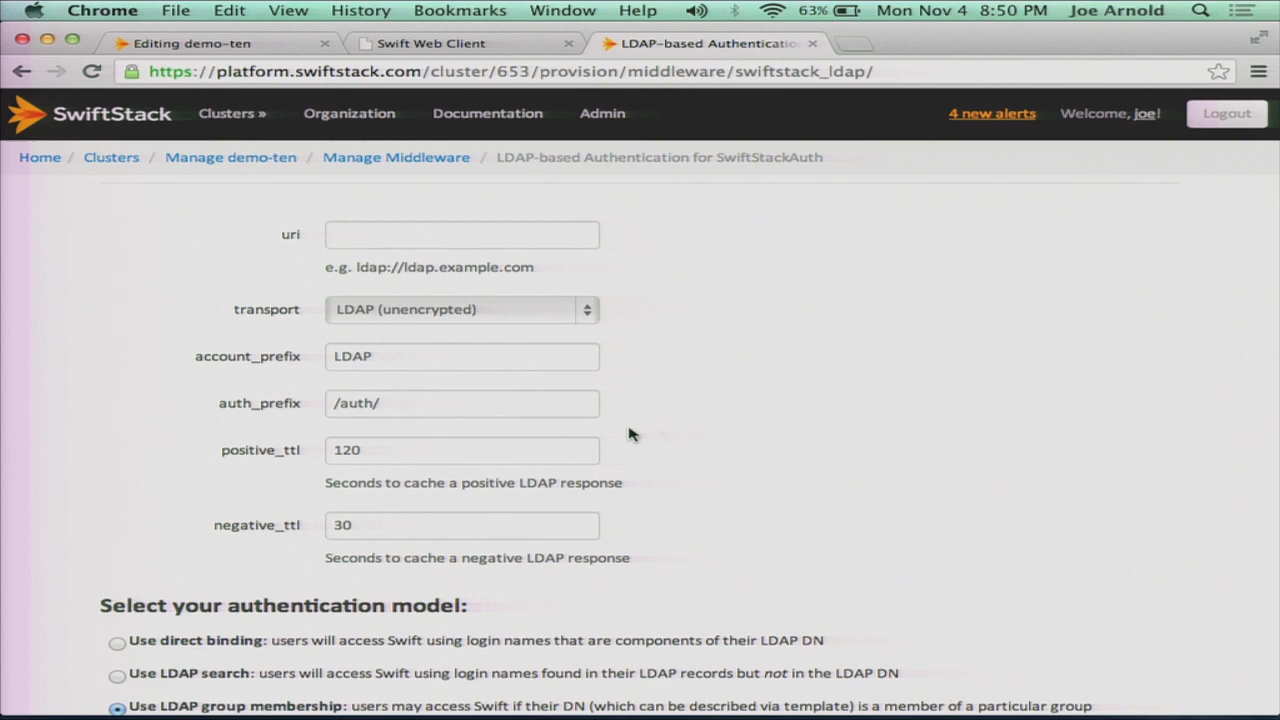 Chrome File Edit View History Bookmarks Window Help 63% Mon Nov 4 8:50 PM Joe Arnold
Editing demo-ten Swift Web Client LDAP-based Authenticatio
https://platform.swiftstack.com/cluster/653/provision/middleware/swiftstack_ldap/
SwiftStack Clusters » Organization Documentation Admin 4 new alerts Welcome, joe! Logout
Home / Clusters / Manage demo-ten / Manage Middleware / LDAP-based Authentication for SwiftStackAuth
uri
e.g. ldap://ldap.example.com
transport LDAP (unencrypted)
account_prefix LDAP
auth_prefix /auth/
positive_ttl 120
Seconds to cache a positive LDAP response
negative_ttl 30
Seconds to cache a negative LDAP response
Select your authentication model:
Use direct binding: users will access Swift using login names that are components of their LDAP DN
Use LDAP search: users will access Swift using login names found in their LDAP records but not in the LDAP DN
Use LDAP group membership: users may access Swift if their DN (which can be described via template) is a member of a particular group